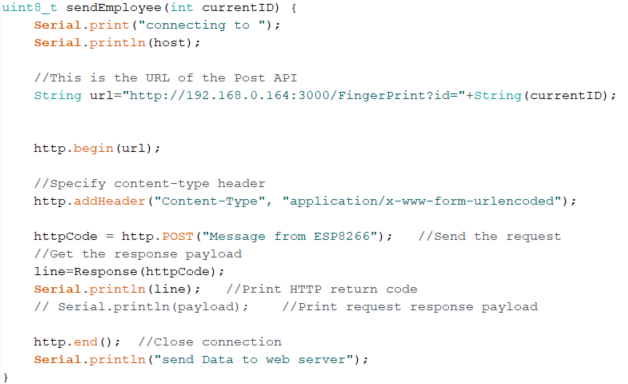 uint8_t sendEmployee(int currentID) {
    Serial.print("connecting to ");
    Serial.println(host);

    //This is the URL of the Post API
    String url="http://192.168.0.164:3000/FingerPrint?id="+String(currentID);


    http.begin(url);

    //Specify content-type header
    http.addHeader("Content-Type", "application/x-www-form-urlencoded");

    httpCode = http.POST("Message from ESP8266");   //Send the request
    //Get the response payload
    line=Response(httpCode);
    Serial.println(line);   //Print HTTP return code
    // Serial.println(payload);    //Print request response payload

    http.end();  //Close connection
    Serial.println("send Data to web server");
}